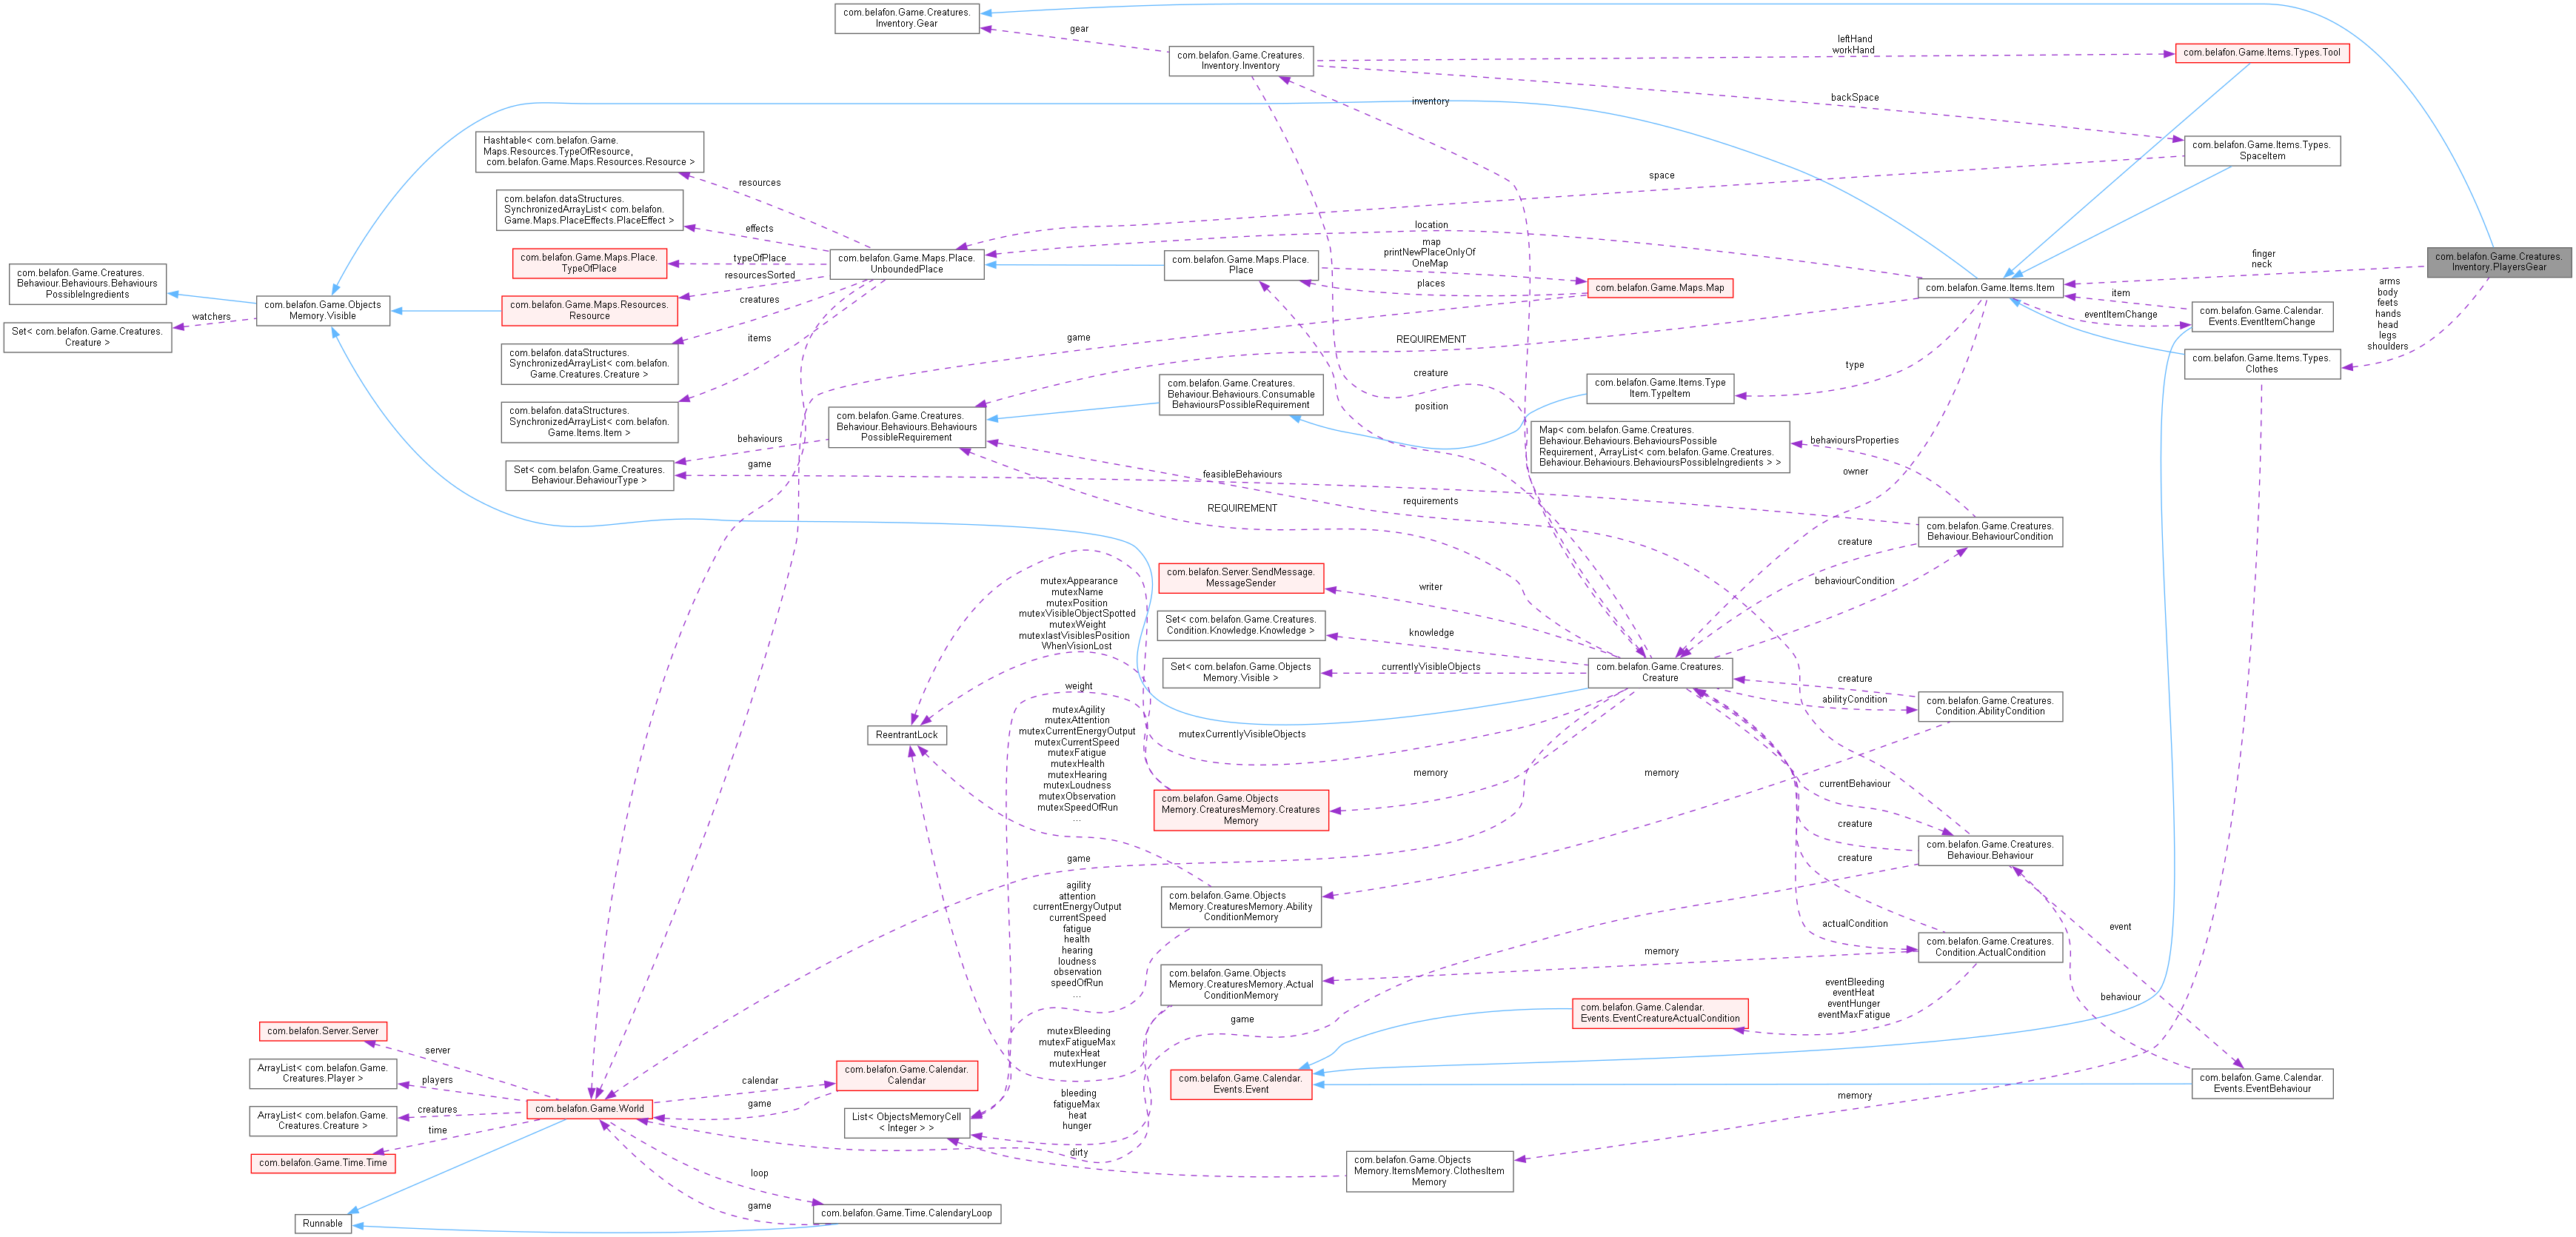 com.belafon.Game.Creatures.
Inventory.Gear
gear
com.belafon.Game.Creatures.
Inventory.Inventory
leftHand
workHand
com.belafon.Game.Items.Types.Tool
backSpace
inventory
com.belafon.Game.Items.Types.
SpaceItem
Hashtable< com.belafon.Game.
Maps.Resources.TypeOfResource,
com.belafon.Game.Maps.Resources.Resource >
resources
space
com.belafon.dataStructures.
SynchronizedArrayList< com.belafon.
Game.Maps.PlaceEffects.PlaceEffect >
effects
com.belafon.Game.Maps.Place.
TypeOfPlace
typeOfPlace
com.belafon.Game.Maps.Place.
UnboundedPlace
resourcesSorted
location
com.belafon.Game.Maps.Place.
Place
map
printNewPlaceOnlyOf
OneMap
places
com.belafon.Game.Maps.Map
com.belafon.Game.Creatures.
Inventory.PlayersGear
finger
neck
arms
body
feets
hands
head
legs
shoulders
com.belafon.Game.Creatures.
Behaviour.Behaviours.Behaviours
PossibleIngredients
Set< com.belafon.Game.Creatures.
Creature >
watchers
com.belafon.Game.Objects
Memory.Visible
com.belafon.Game.Maps.Resources.
Resource
creatures
com.belafon.dataStructures.
SynchronizedArrayList< com.belafon.
Game.Creatures.Creature >
items
com.belafon.dataStructures.
SynchronizedArrayList< com.belafon.
Game.Items.Item >
com.belafon.Game.Items.Item
item
eventItemChange
com.belafon.Game.Calendar.
Events.EventItemChange
com.belafon.Game.Items.Types.
Clothes
game
REQUIREMENT
type
com.belafon.Game.Items.Type
Item.TypeItem
creature
position
com.belafon.Game.Creatures.
Behaviour.Behaviours.Consumable
BehavioursPossibleRequirement
com.belafon.Game.Creatures.
Behaviour.Behaviours.Behaviours
PossibleRequirement
behaviours
game
Set< com.belafon.Game.Creatures.
Behaviour.BehaviourType >
Map< com.belafon.Game.Creatures.
Behaviour.Behaviours.BehavioursPossible
Requirement, ArrayList< com.belafon.Game.Creatures.
Behaviour.Behaviours.BehavioursPossibleIngredients > >
behavioursProperties
owner
feasibleBehaviours
requirements
REQUIREMENT
com.belafon.Game.Creatures.
Behaviour.BehaviourCondition
creature
behaviourCondition
com.belafon.Server.SendMessage.
MessageSender
writer
Set< com.belafon.Game.Creatures.
Condition.Knowledge.Knowledge >
knowledge
Set< com.belafon.Game.Objects
Memory.Visible >
currentlyVisibleObjects
com.belafon.Game.Creatures.
Creature
creature
abilityCondition
com.belafon.Game.Creatures.
Condition.AbilityCondition
mutexAppearance
mutexName
mutexPosition
mutexVisibleObjectSpotted
mutexWeight
mutexlastVisiblesPosition
WhenVisionLost
weight
mutexAgility
mutexAttention
mutexCurrentEnergyOutput
mutexCurrentSpeed
mutexFatigue
mutexHealth
mutexHearing
mutexLoudness
mutexObservation
mutexSpeedOfRun
...
ReentrantLock
mutexCurrentlyVisibleObjects
memory
memory
com.belafon.Game.Objects
Memory.CreaturesMemory.Creatures
Memory
currentBehaviour
creature
creature
com.belafon.Game.Creatures.
Behaviour.Behaviour
game
agility
attention
currentEnergyOutput
currentSpeed
fatigue
health
hearing
loudness
observation
speedOfRun
...
com.belafon.Game.Objects
Memory.CreaturesMemory.Ability
ConditionMemory
actualCondition
memory
com.belafon.Game.Creatures.
Condition.ActualCondition
event
com.belafon.Game.Objects
Memory.CreaturesMemory.Actual
ConditionMemory
eventBleeding
eventHeat
eventHunger
eventMaxFatigue
behaviour
com.belafon.Game.Calendar.
Events.EventCreatureActualCondition
game
mutexBleeding
mutexFatigueMax
mutexHeat
mutexHunger
com.belafon.Server.Server
server
ArrayList< com.belafon.Game.
Creatures.Player >
players
com.belafon.Game.Calendar.
Calendar
calendar
game
com.belafon.Game.Calendar.
Events.Event
com.belafon.Game.Calendar.
Events.EventBehaviour
com.belafon.Game.World
creatures
ArrayList< com.belafon.Game.
Creatures.Creature >
time
com.belafon.Game.Time.Time
bleeding
fatigueMax
heat
hunger
List< ObjectsMemoryCell
< Integer > >
memory
dirty
com.belafon.Game.Objects
Memory.ItemsMemory.ClothesItem
Memory
loop
game
com.belafon.Game.Time.CalendaryLoop
Runnable